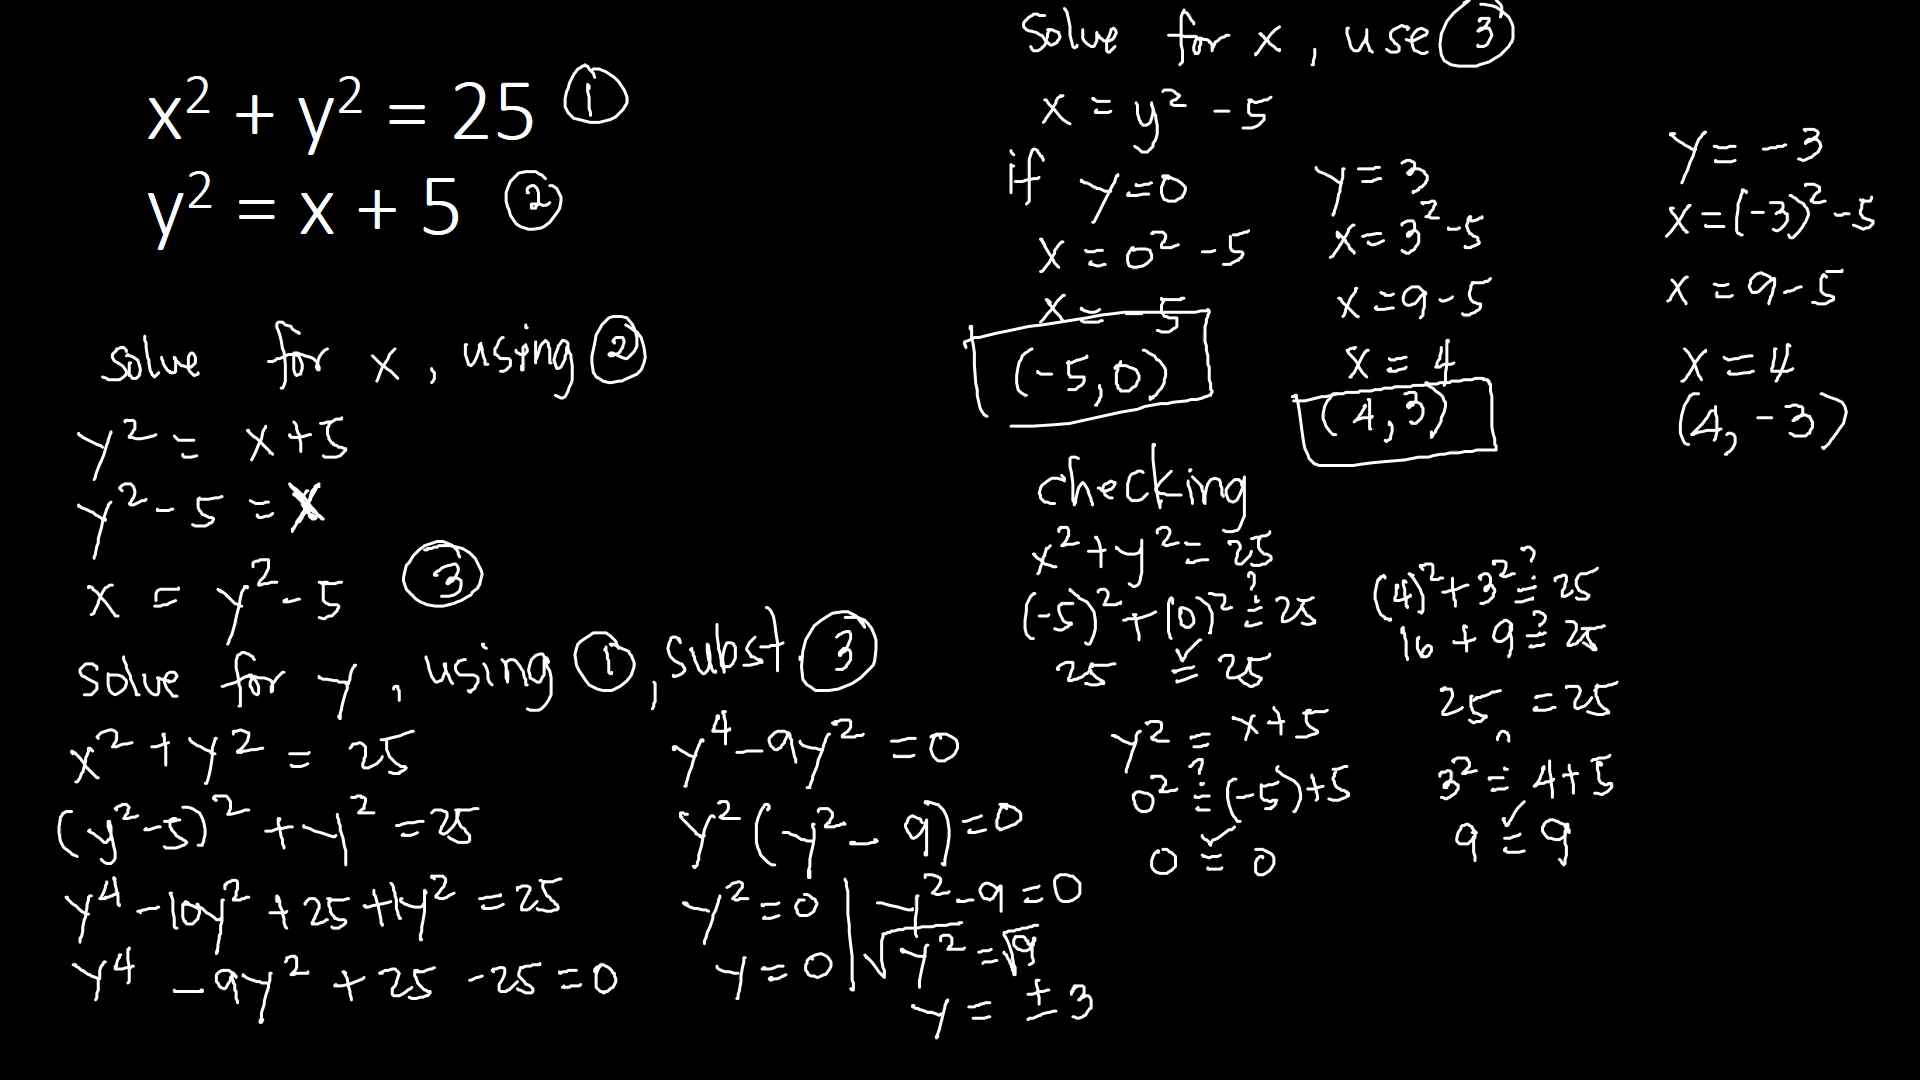 x² + y² = 25 ①
y² = x + 5 ②
solve for x, using ②
y² = x+5
y² - 5 = x
x = y² - 5 ③
solve for y, using ①, subst. ③
x² + y² = 25
(y² - 5)² + y² = 25
y⁴ - 10y² + 25 + 1y² = 25
y⁴ - 9y² + 25 - 25 = 0
y⁴ - 9y² = 0
y² (y² - 9) = 0
y² = 0 | y² - 9 = 0
y = 0 | √y² = √9
y = ± 3
solve for x, use ③
x = y² - 5
if y = 0
x = 0² - 5
x = -5
(-5, 0)
y = 3
x = 3² - 5
x = 9 - 5
x = 4
(4, 3)
y = -3
x = (-3)² - 5
x = 9 - 5
x = 4
(4, -3)
checking
x² + y² = 25
(-5)² + (0)² ≟ 25
25 =✓ 25
y² = x + 5
0² ≟ (-5) + 5
0 =✓ 0
(4)² + 3² ≟ 25
16 + 9 ≟ 25
25 = 25
3² ≟ 4 + 5
9 =✓ 9